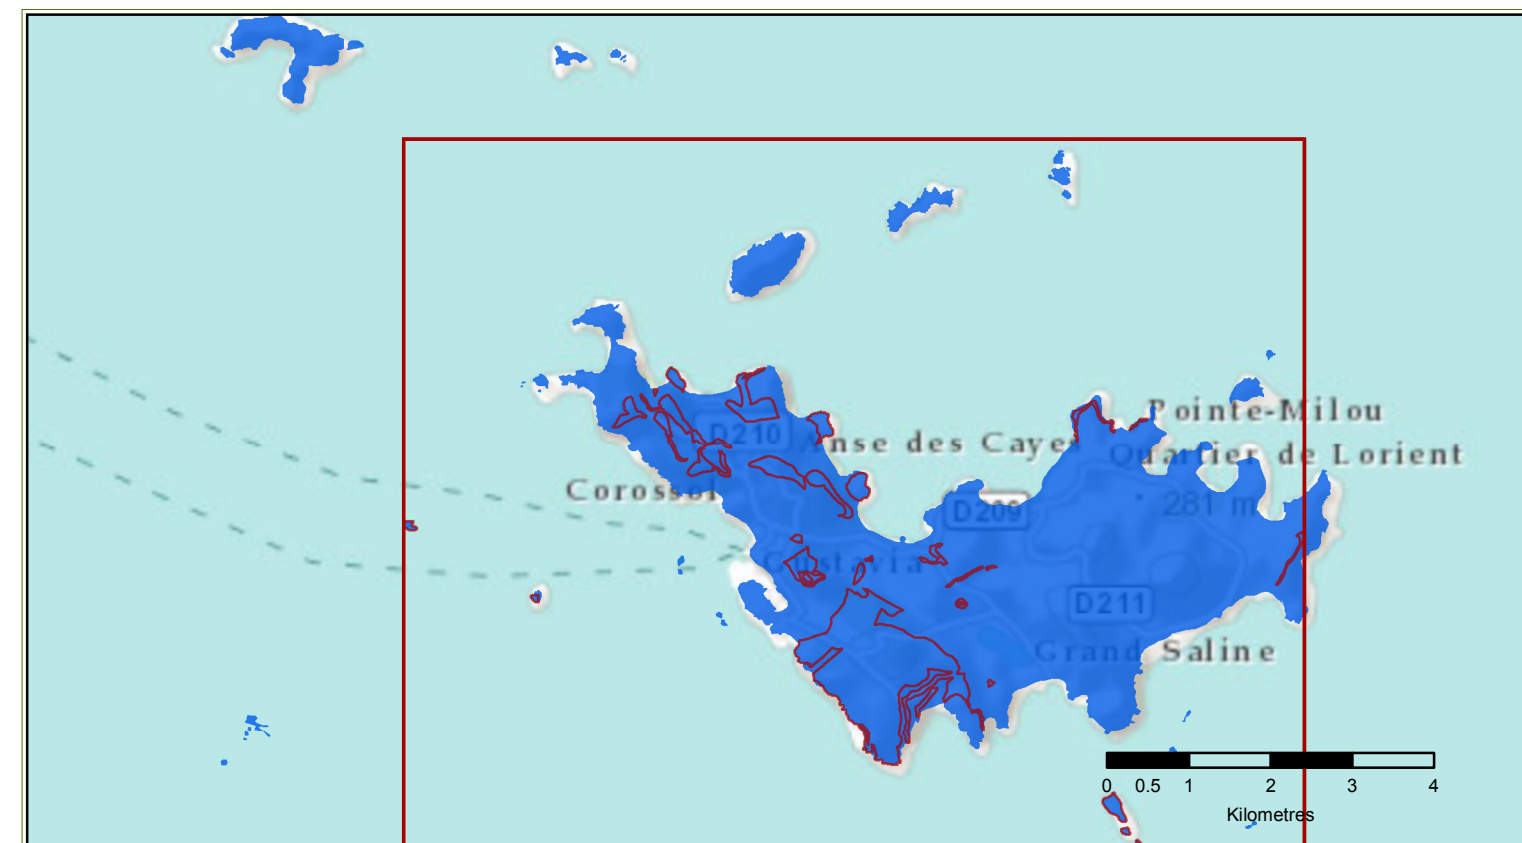 Pointe-Milou
D210
Anse des Cayes
Quartier de Lorient
Corossol
281 m
D209
Gustavia
D211
Grand Saline
0 0.5 1 2 3 4
Kilometres